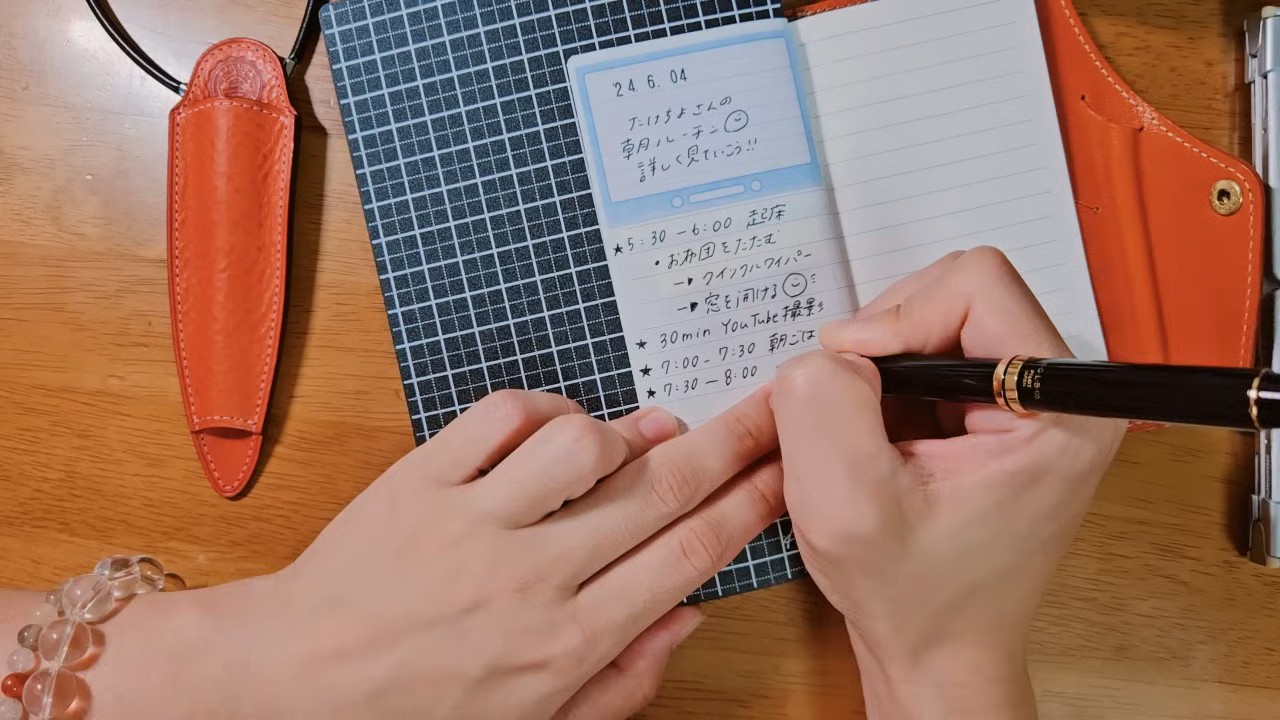 24 6. 04
たけちよさんの
朝ルーチン
詳しく見ていこう!!
★5:30 - 6:00 起床
・お布団をたたむ
→ クイックルワイパー
→ 窓を開ける
★ 30min YouTube撮影
★ 7:00 - 7:30 朝ごは
★ 7:30 - 8:00
PILOT
JAPAN